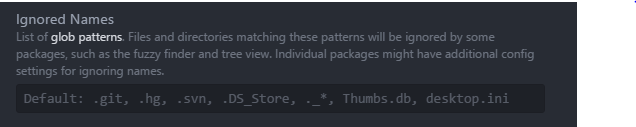 Ignored Names
List of glob patterns. Files and directories matching these patterns will be ignored by some
packages, such as the fuzzy finder and tree view. Individual packages might have additional config
settings for ignoring names.
Default: .git, .hg, .svn, .DS_Store, ._*, Thumbs.db, desktop.ini